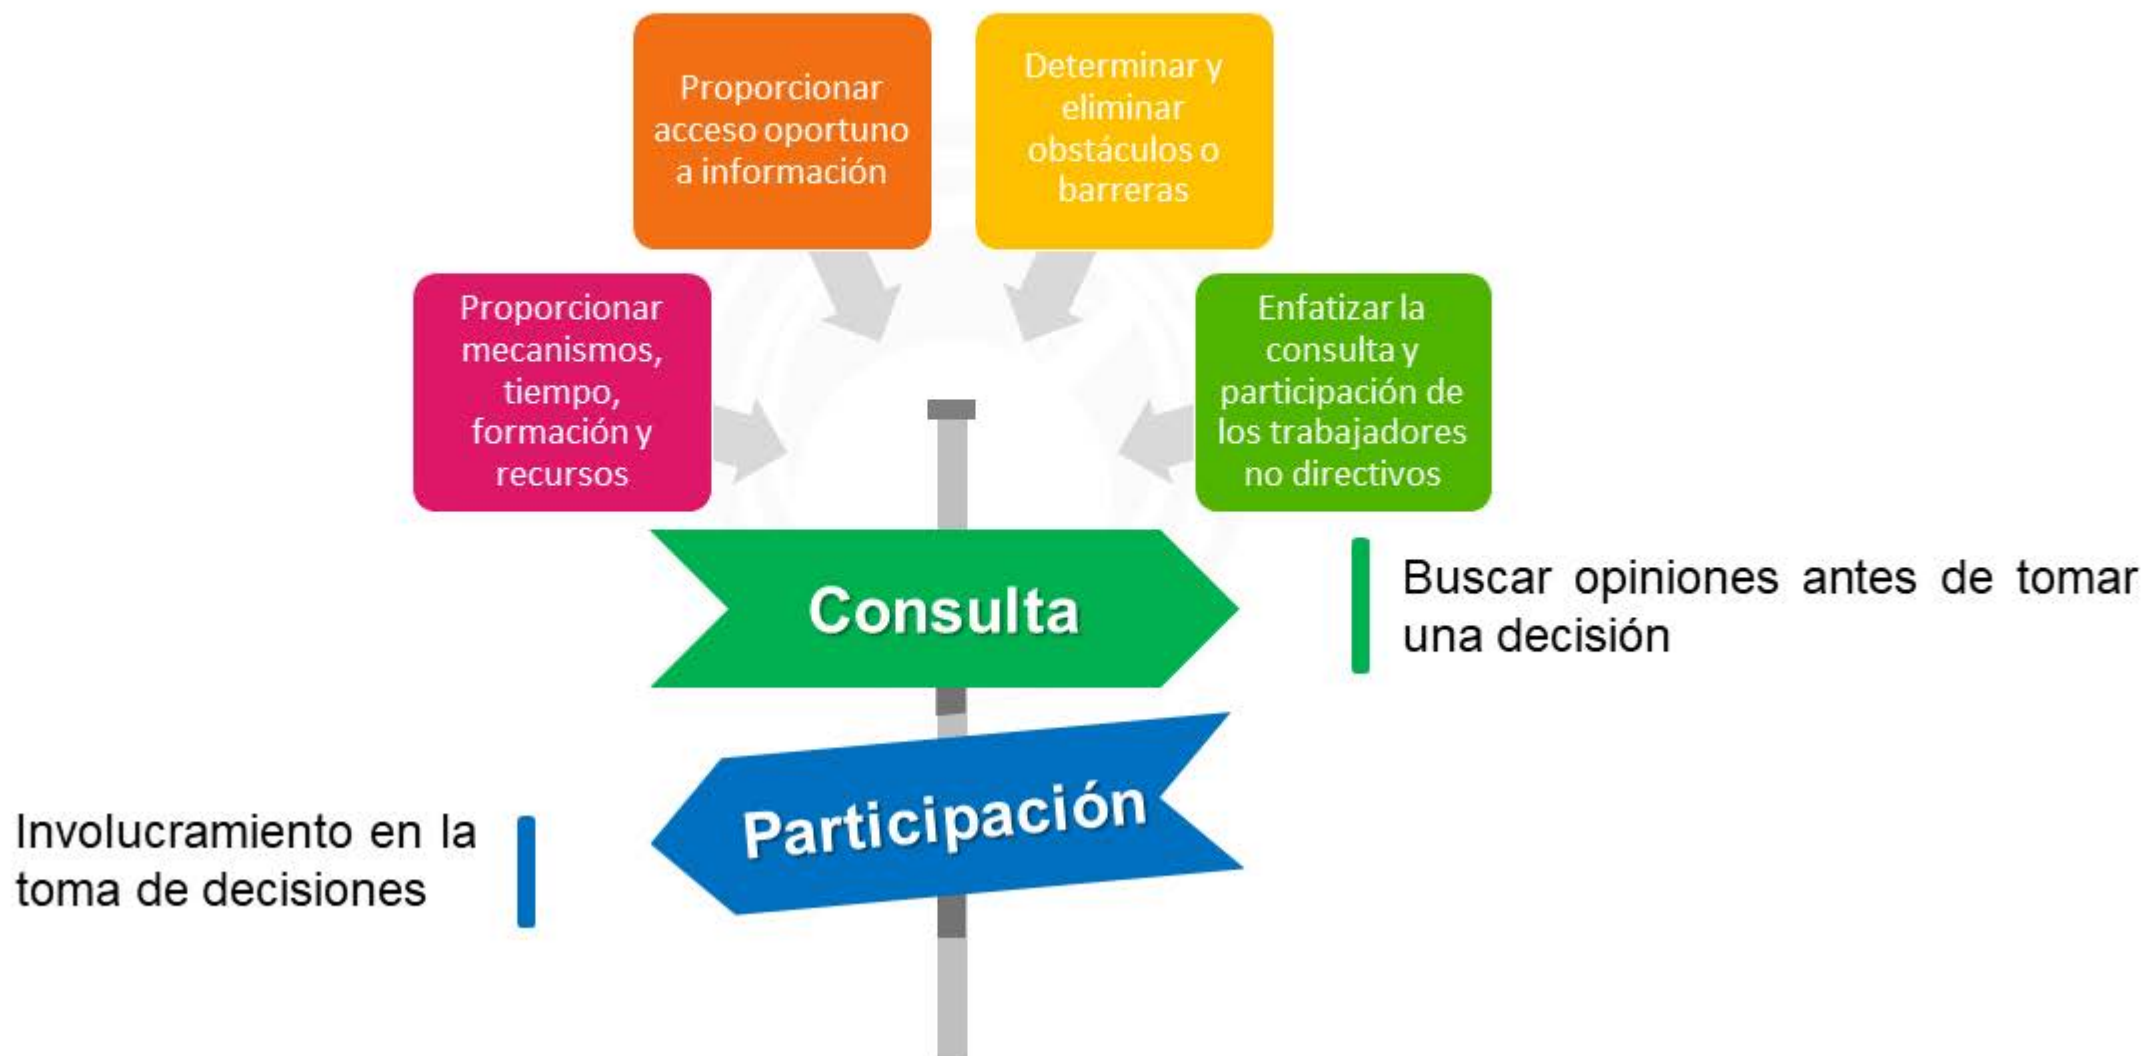 Proporcionar
acceso oportuno
a información
Determinar y
eliminar
obstáculos o
barreras
Proporcionar
mecanismos,
tiempo,
formación y
recursos
Enfatizar la
consulta y
participación de
los trabajadores
no directivos
Consulta
Buscar opiniones antes de tomar
una decisión
Participación
Involucramiento en la
toma de decisiones